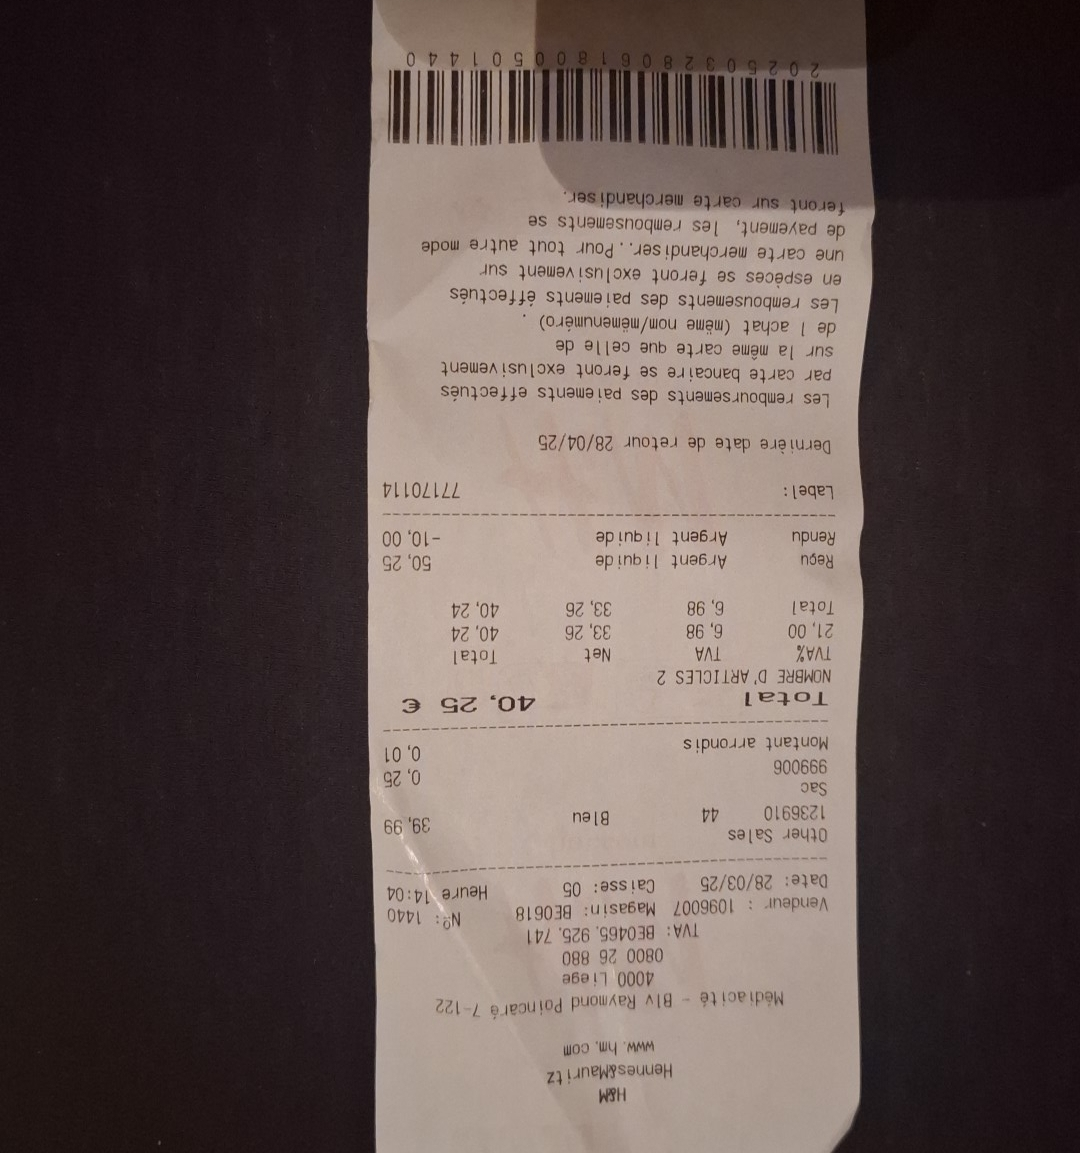 H&M
Hennes&Mauritz
www. hm. com
Médiacité - Blv Raymond Poincaré 7-122
4000 Liege
0800 26 880
TVA: BE0465. 925. 741
Vendeur : 1096007 Magasin: BE0618 Nº: 1440
Date: 28/03/25 Caisse: 05 Heure 14:04
Other Sales
1236910 44 Bleu 39, 99
Sac
999006 0, 25
Montant arrondis 0, 01
Total 40, 25 €
NOMBRE D'ARTICLES 2
TVA% TVA Net Total
21, 00 6, 98 33, 26 40, 24
Total 6, 98 33, 26 40, 24
Reçu Argent liquide 50, 25
Rendu Argent liquide -10, 00
Label: 77170114
Dernière date de retour 28/04/25
Les remboursements des paiements effectués
par carte bancaire se feront exclusivement
sur la même carte que celle de
de l achat (même nom/mêmenuméro) .
Les rembousements des paiements éffectués
en espèces se feront exclusivement sur
une carte merchandiser.. Pour tout autre mode
de payement, les rembousements se
feront sur carte merchandiser.
2025032806180050144 0